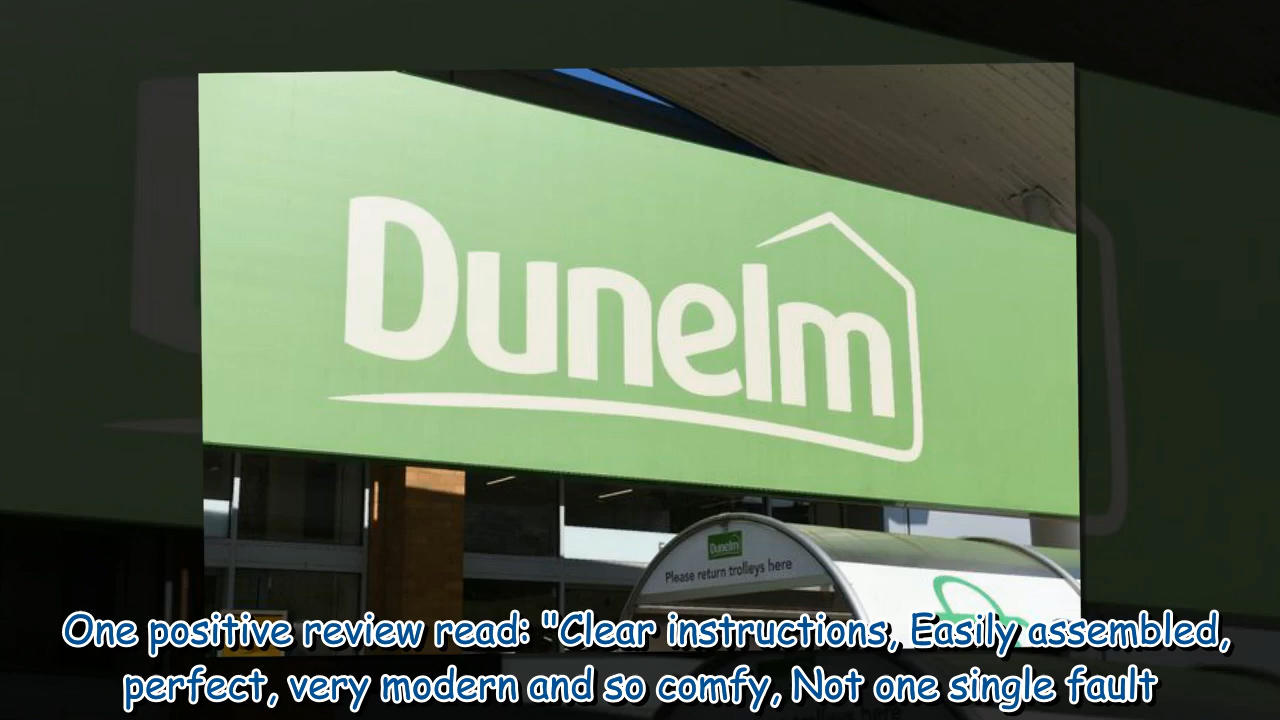 Dunelm
Dunelm
Please return trolleys here
One positive review read: "Clear instructions, Easily assembled,
perfect, very modern and so comfy, Not one single fault